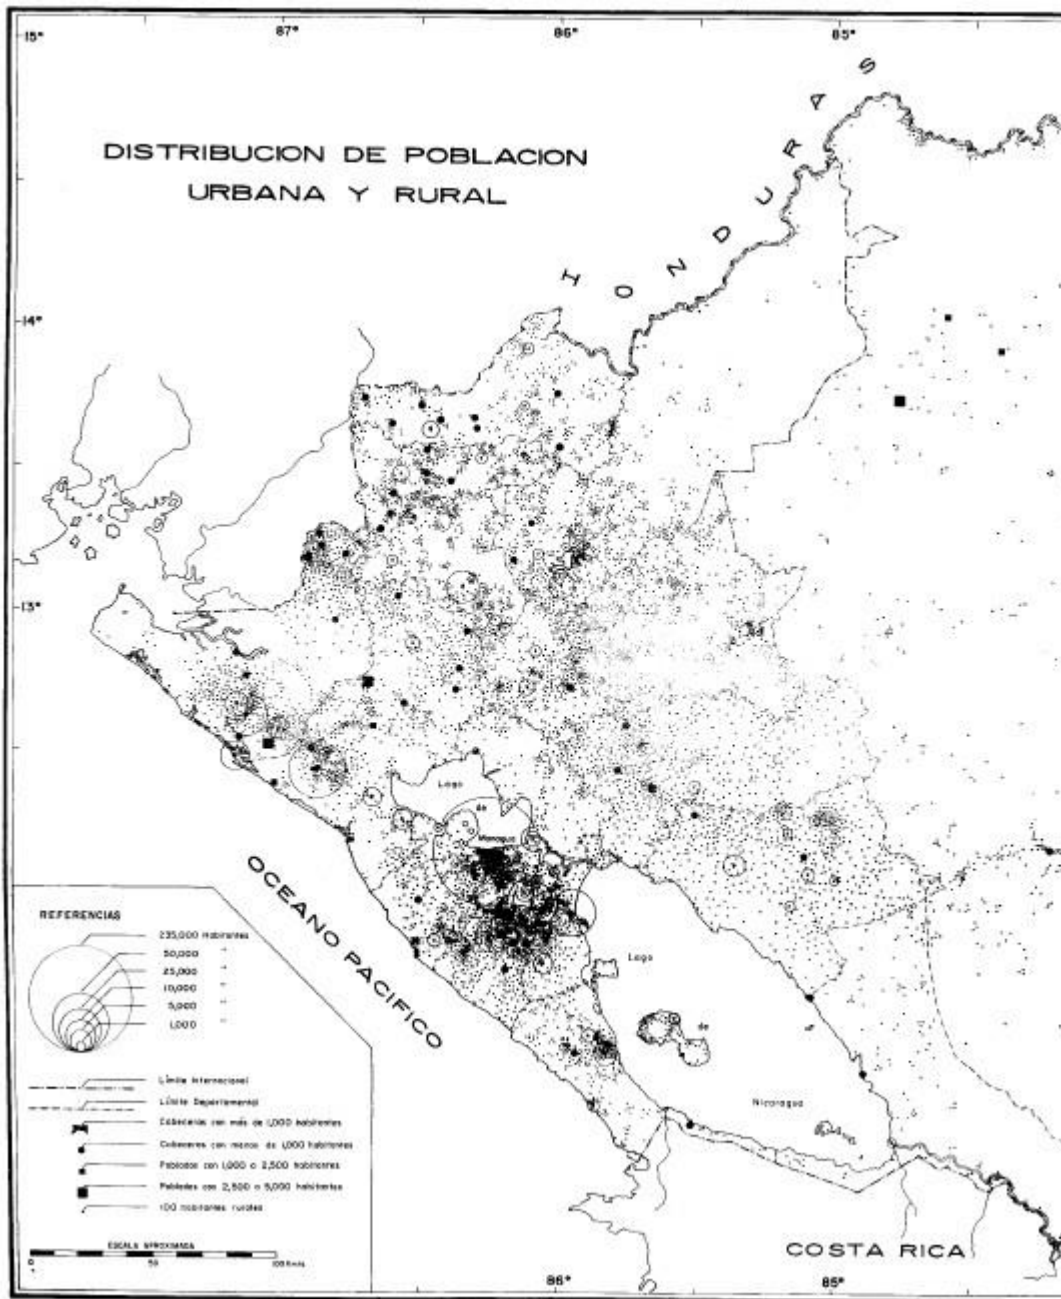 15°
87°
86°
85°
DISTRIBUCION DE POBLACION
URBANA Y RURAL
HONDURAS
14°
13°
Lago
de
Managua
OCEANO PACIFICO
Lago
de
Nicaragua
REFERENCIAS
235,000 Habitantes
50,000 "
25,000 "
10,000 "
5,000 "
1,000 "
Límite Internacional
Límite Departamental
Cabeceras con más de 1,000 habitantes
Cabeceras con menos de 1,000 habitantes
Poblados con 1,000 a 2,500 habitantes
Poblados con 2,500 a 5,000 habitantes
100 habitantes rurales
ESCALA APROXIMADA
0 50 100 Kms
COSTA RICA
86°
85°